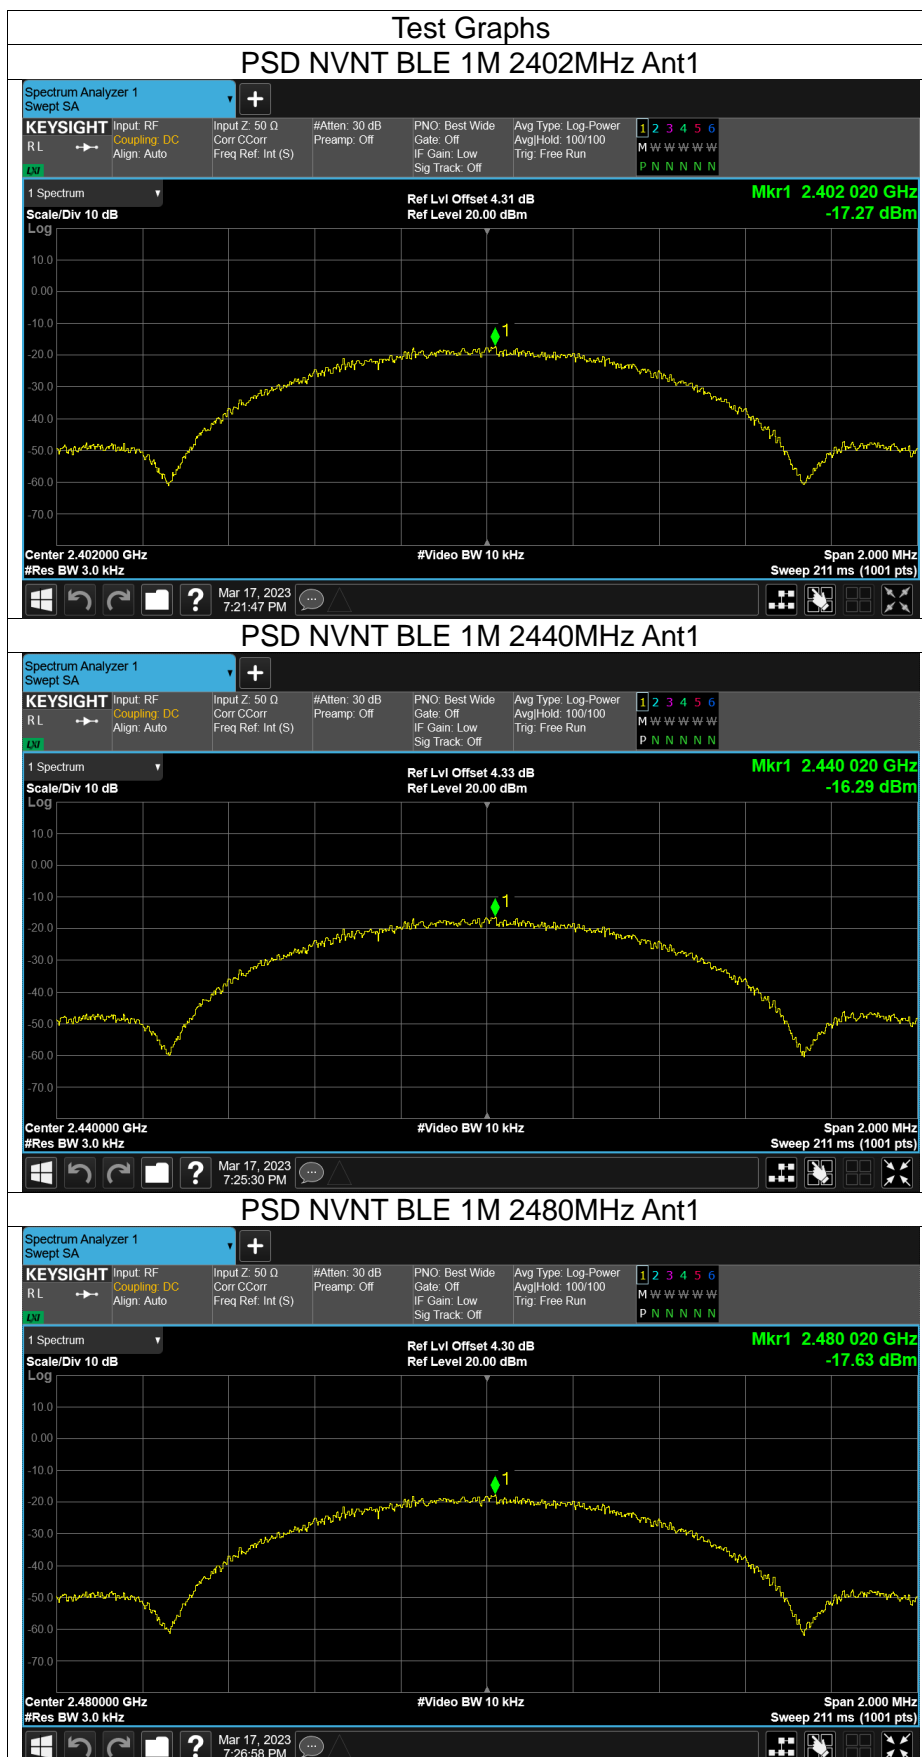 Test Graphs
PSD NVNT BLE 1M 2402MHz Ant1
Spectrum Analyzer 1
Swept SA
KEYSIGHT Input: RF Input Z: 50 Ω #Atten: 30 dB PNO: Best Wide Avg Type: Log-Power 1 2 3 4 5 6
RL Coupling: DC Corr CCorr Preamp: Off Gate: Off Avg|Hold: 100/100 M W W W W W
Align: Auto Freq Ref: Int (S) IF Gain: Low Trig: Free Run
LXI Sig Track: Off P N N N N N
1 Spectrum Ref Lvl Offset 4.31 dB Mkr1 2.402 020 GHz
Scale/Div 10 dB Ref Level 20.00 dBm -17.27 dBm
Log
10.0
0.00
1
-10.0
-20.0
-30.0
-40.0
-50.0
-60.0
-70.0
Center 2.402000 GHz #Video BW 10 kHz Span 2.000 MHz
#Res BW 3.0 kHz Sweep 211 ms (1001 pts)
? Mar 17, 2023
7:21:47 PM
PSD NVNT BLE 1M 2440MHz Ant1
Spectrum Analyzer 1
Swept SA
KEYSIGHT Input: RF Input Z: 50 Ω #Atten: 30 dB PNO: Best Wide Avg Type: Log-Power 1 2 3 4 5 6
RL Coupling: DC Corr CCorr Preamp: Off Gate: Off Avg|Hold: 100/100 M W W W W W
Align: Auto Freq Ref: Int (S) IF Gain: Low Trig: Free Run
LXI Sig Track: Off P N N N N N
1 Spectrum Ref Lvl Offset 4.33 dB Mkr1 2.440 020 GHz
Scale/Div 10 dB Ref Level 20.00 dBm -16.29 dBm
Log
10.0
0.00
-10.0
1
-20.0
-30.0
-40.0
-50.0
-60.0
-70.0
Center 2.440000 GHz #Video BW 10 kHz Span 2.000 MHz
#Res BW 3.0 kHz Sweep 211 ms (1001 pts)
? Mar 17, 2023
7:25:30 PM
PSD NVNT BLE 1M 2480MHz Ant1
Spectrum Analyzer 1
Swept SA
KEYSIGHT Input: RF Input Z: 50 Ω #Atten: 30 dB PNO: Best Wide Avg Type: Log-Power 1 2 3 4 5 6
RL Coupling: DC Corr CCorr Preamp: Off Gate: Off Avg|Hold: 100/100 M W W W W W
Align: Auto Freq Ref: Int (S) IF Gain: Low Trig: Free Run
LXI Sig Track: Off P N N N N N
1 Spectrum Ref Lvl Offset 4.30 dB Mkr1 2.480 020 GHz
Scale/Div 10 dB Ref Level 20.00 dBm -17.63 dBm
Log
10.0
0.00
-10.0
1
-20.0
-30.0
-40.0
-50.0
-60.0
-70.0
Center 2.480000 GHz #Video BW 10 kHz Span 2.000 MHz
#Res BW 3.0 kHz Sweep 211 ms (1001 pts)
? Mar 17, 2023
7:26:58 PM